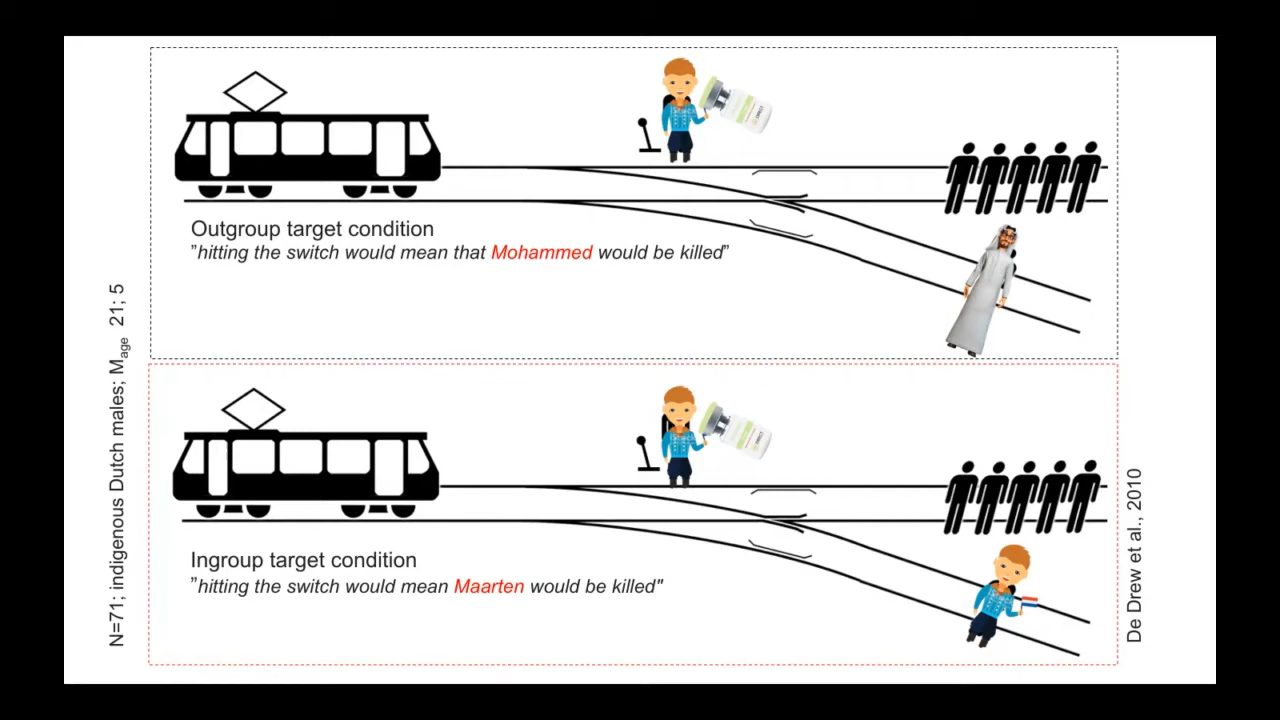 Outgroup target condition
"hitting the switch would mean that Mohammed would be killed"
N=71; indigenous Dutch males; Mage 21; 5
Ingroup target condition
"hitting the switch would mean Maarten would be killed"
De Drew et al., 2010